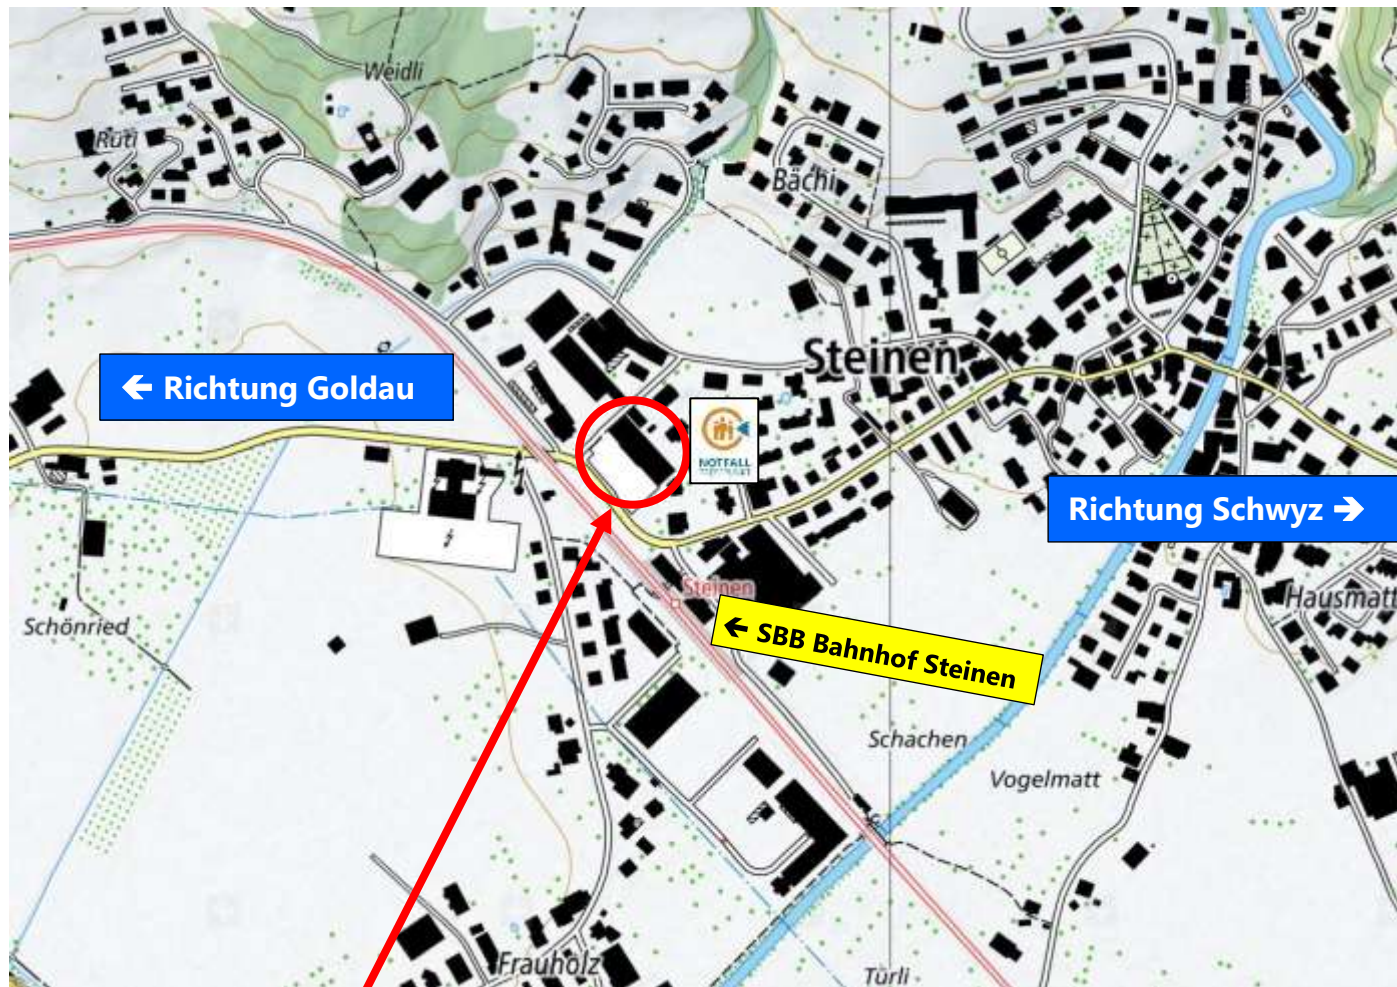 Weidli
Rüti
Bächi
Steinen
← Richtung Goldau
NOTFALL
Richtung Schwyz →
Steinen
Hausmatt
← SBB Bahnhof Steinen
Schönried
Schachen
Vogelmatt
Frauholz
Türli